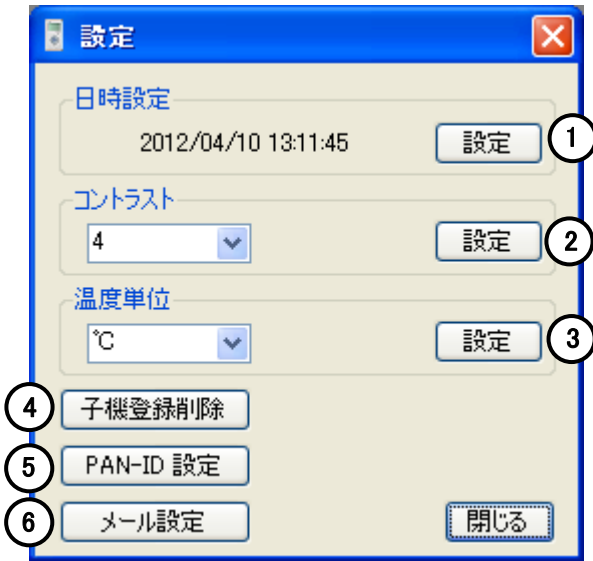 設定
日時設定
2012/04/10 13:11:45
設定
1
コントラスト
4
設定
2
温度単位
℃
設定
3
4
子機登録削除
5
PAN-ID 設定
6
メール設定
閉じる